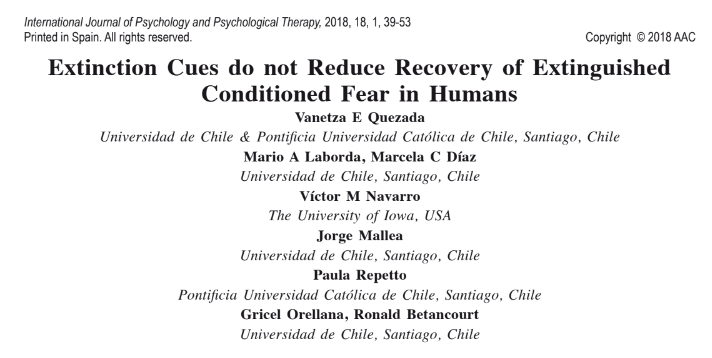 International Journal of Psychology and Psychological Therapy, 2018, 18, 1, 39-53
Printed in Spain. All rights reserved. Copyright © 2018 AAC
Extinction Cues do not Reduce Recovery of Extinguished
Conditioned Fear in Humans
Vanetza E Quezada
Universidad de Chile & Pontificia Universidad Católica de Chile, Santiago, Chile
Mario A Laborda, Marcela C Díaz
Universidad de Chile, Santiago, Chile
Víctor M Navarro
The University of Iowa, USA
Jorge Mallea
Universidad de Chile, Santiago, Chile
Paula Repetto
Pontificia Universidad Católica de Chile, Santiago, Chile
Gricel Orellana, Ronald Betancourt
Universidad de Chile, Santiago, Chile